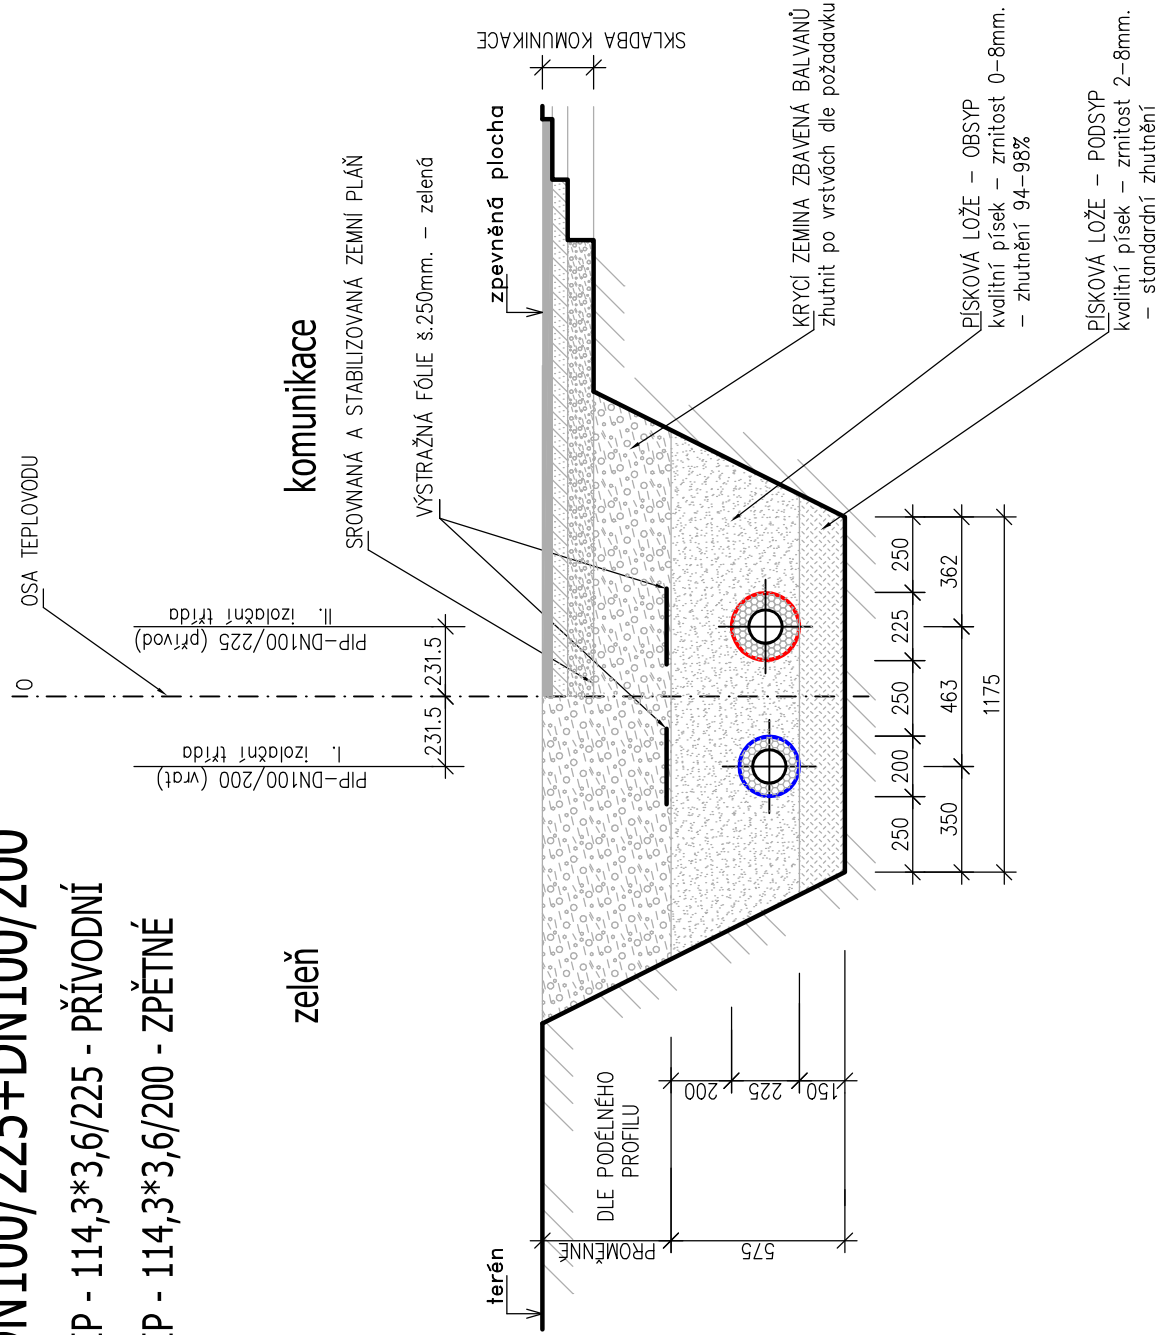 DN100/225+DN100/200
EP - 114,3*3,6/225 - PŘÍVODNÍ
EP - 114,3*3,6/200 - ZPĚTNÉ
zeleň
komunikace
OSA TEPLOVODU
0
PIP-DN100/200 (vrat)
I. izolační třída
PIP-DN100/225 (přívod)
II. izolační třída
231.5
231.5
SROVNANÁ A STABILIZOVANÁ ZEMNÍ PLÁŇ
VÝSTRAŽNÁ FÓLIE š.250mm. - zelená
zpevněná plocha
SKLADBA KOMUNIKACE
terén
DLE PODÉLNÉHO
PROFILU
PROMĚNNÉ
575
200
225
150
KRYCÍ ZEMINA ZBAVENÁ BALVANŮ
zhutnit po vrstvách dle požadavku
PÍSKOVÁ LOŽE - OBSYP
kvalitní písek - zrnitost 0-8mm.
- zhutnění 94-98%
PÍSKOVÁ LOŽE - PODSYP
kvalitní písek - zrnitost 2-8mm.
- standardní zhutnění
250
200
250
225
250
350
463
362
1175